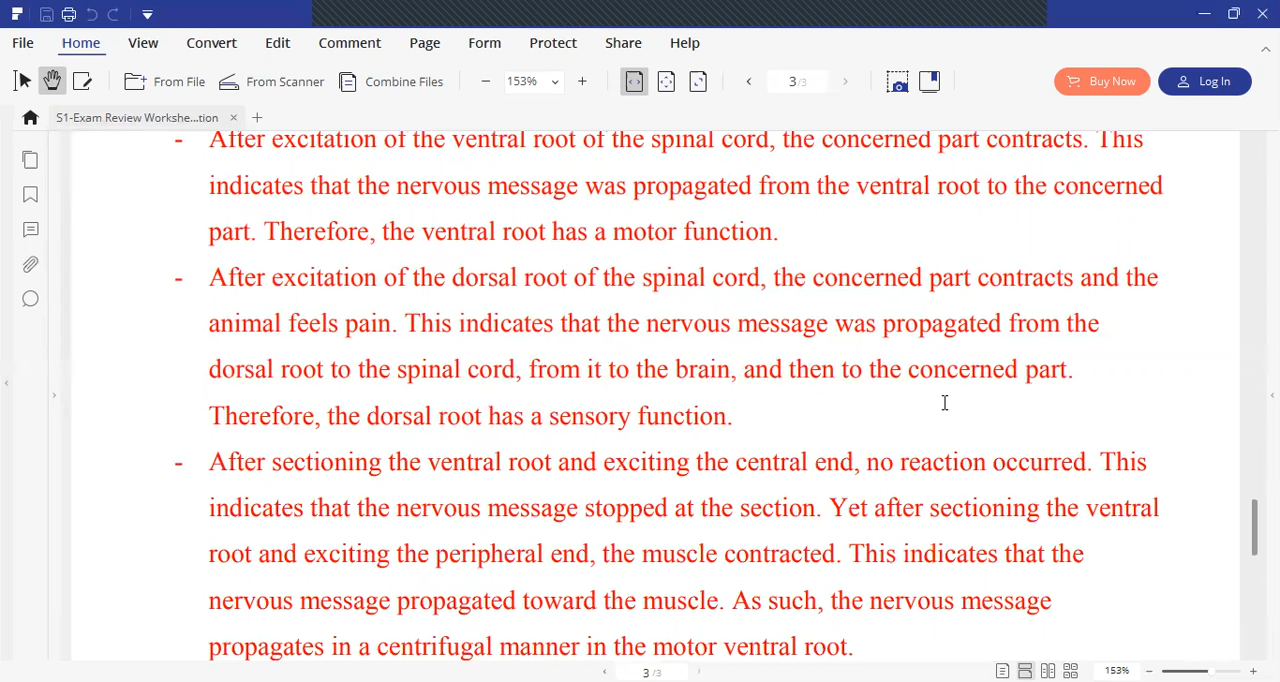 File Home View Convert Edit Comment Page Form Protect Share Help
From File From Scanner Combine Files 153% 3/3 Buy Now Log In
S1-Exam Review Workshe...tion
- After excitation of the ventral root of the spinal cord, the concerned part contracts. This
indicates that the nervous message was propagated from the ventral root to the concerned
part. Therefore, the ventral root has a motor function.
- After excitation of the dorsal root of the spinal cord, the concerned part contracts and the
animal feels pain. This indicates that the nervous message was propagated from the
dorsal root to the spinal cord, from it to the brain, and then to the concerned part.
Therefore, the dorsal root has a sensory function.
- After sectioning the ventral root and exciting the central end, no reaction occurred. This
indicates that the nervous message stopped at the section. Yet after sectioning the ventral
root and exciting the peripheral end, the muscle contracted. This indicates that the
nervous message propagated toward the muscle. As such, the nervous message
propagates in a centrifugal manner in the motor ventral root.
3/3 153%